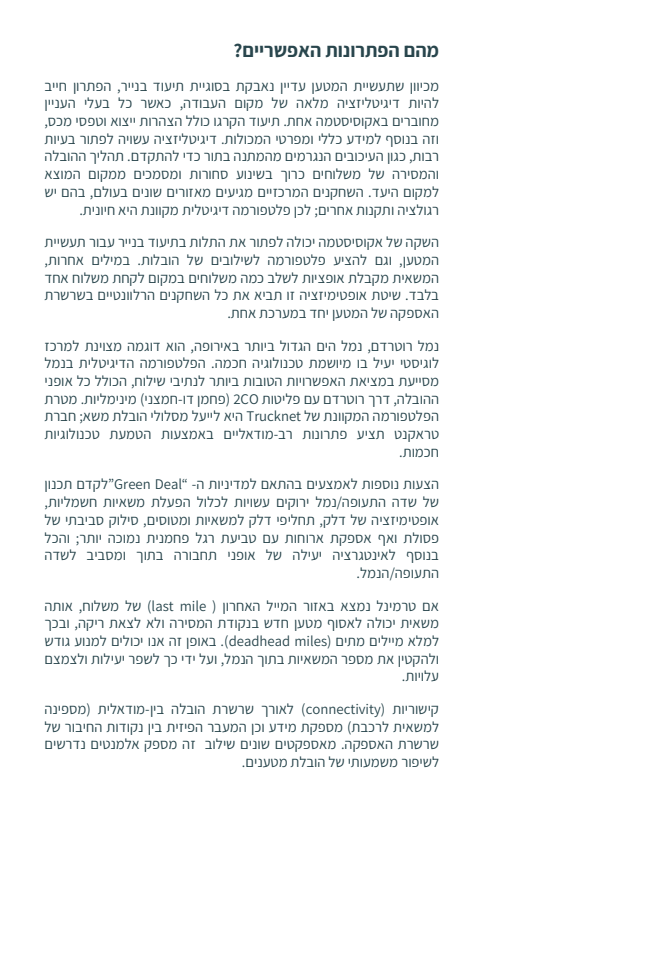 מהם הפתרונות האפשריים?
מכיוון שתעשיית המטען עדיין נאבקת בסוגיית תיעוד בנייר, הפתרון חייב
להיות דיגיטליזציה מלאה של מקום העבודה, כאשר כל בעלי העניין
מחוברים באקוסיסטמה אחת. תיעוד הקרגו כולל הצהרות ייצוא וטפסי מכס,
וזה בנוסף למידע כללי ומפרטי המכולות. דיגיטליזציה עשויה לפתור בעיות
רבות, כגון העיכובים הנגרמים מהמתנה בתור כדי להתקדם. תהליך ההובלה
והמסירה של משלוחים כרוך בשינוע סחורות ומסמכים ממקום המוצא
למקום היעד. השחקנים המרכזיים מגיעים מאזורים שונים בעולם, בהם יש
רגולציה ותקנות אחרים; לכן פלטפורמה דיגיטלית מקוונת היא חיונית.
השקה של אקוסיסטמה יכולה לפתור את התלות בתיעוד בנייר עבור תעשיית
המטען, וגם להציע פלטפורמה לשילובים של הובלות. במילים אחרות,
המשאית מקבלת אופציות לשלב כמה משלוחים במקום לקחת משלוח אחד
בלבד. שיטת אופטימיזציה זו תביא את כל השחקנים הרלוונטיים בשרשרת
האספקה של המטען יחד במערכת אחת.
נמל רוטרדם, נמל הים הגדול ביותר באירופה, הוא דוגמה מצוינת למרכז
לוגיסטי יעיל בו מיושמת טכנולוגיה חכמה. הפלטפורמה הדיגיטלית בנמל
מסייעת במציאת האפשרויות הטובות ביותר לנתיבי שילוח, הכולל כל אופני
ההובלה, דרך רוטרדם עם פליטות 2CO (פחמן דו-חמצני) מינימליות. מטרת
הפלטפורמה המקוונת של Trucknet היא לייעל מסלולי הובלת משא; חברת
טראקנט תציע פתרונות רב-מודאליים באמצעות הטמעת טכנולוגיות
חכמות.
הצעות נוספות לאמצעים בהתאם למדיניות ה- “Green Deal”לקדם תכנון
של שדה התעופה/נמל ירוקים עשויות לכלול הפעלת משאיות חשמליות,
אופטימיזציה של דלק, תחליפי דלק למשאיות ומטוסים, סילוק סביבתי של
פסולת ואף אספקת ארוחות עם טביעת רגל פחמנית נמוכה יותר; והכל
בנוסף לאינטגרציה יעילה של אופני תחבורה בתוך ומסביב לשדה
התעופה/הנמל.
אם טרמינל נמצא באזור המייל האחרון ( last mile) של משלוח, אותה
משאית יכולה לאסוף מטען חדש בנקודת המסירה ולא לצאת ריקה, ובכך
למלא מיילים מתים (deadhead miles). באופן זה אנו יכולים למנוע גודש
ולהקטין את מספר המשאיות בתוך הנמל, ועל ידי כך לשפר יעילות ולצמצם
עלויות.
קישוריות (connectivity) לאורך שרשרת הובלה בין-מודאלית (מספינה
למשאית לרכבת) מספקת מידע וכן המעבר הפיזית בין נקודות החיבור של
שרשרת האספקה. מאספקטים שונים שילוב  זה מספק אלמנטים נדרשים
לשיפור משמעותי של הובלת מטענים.